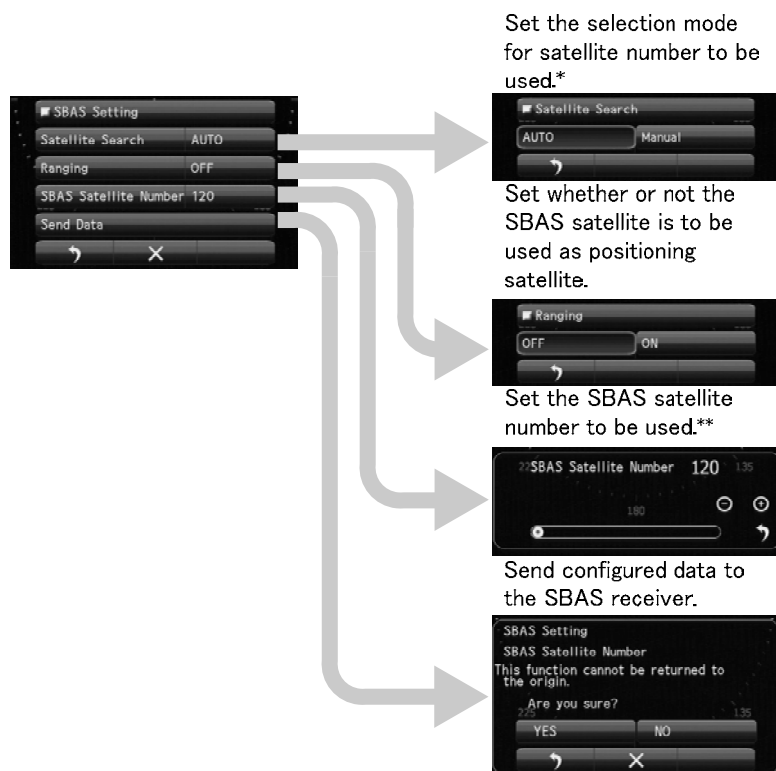 Set the selection mode
for satellite number to be
used.*
SBAS Setting
Satellite Search AUTO
Ranging OFF
SBAS Satellite Number 120
Send Data
Satellite Search
AUTO Manual
Set whether or not the
SBAS satellite is to be
used as positioning
satellite.
Ranging
OFF ON
Set the SBAS satellite
number to be used.**
225 SBAS Satellite Number 120 135
180
Send configured data to
the SBAS receiver.
SBAS Setting
SBAS Satellite Number
This function cannot be returned to
the origin.
Are you sure?
225 135
YES NO